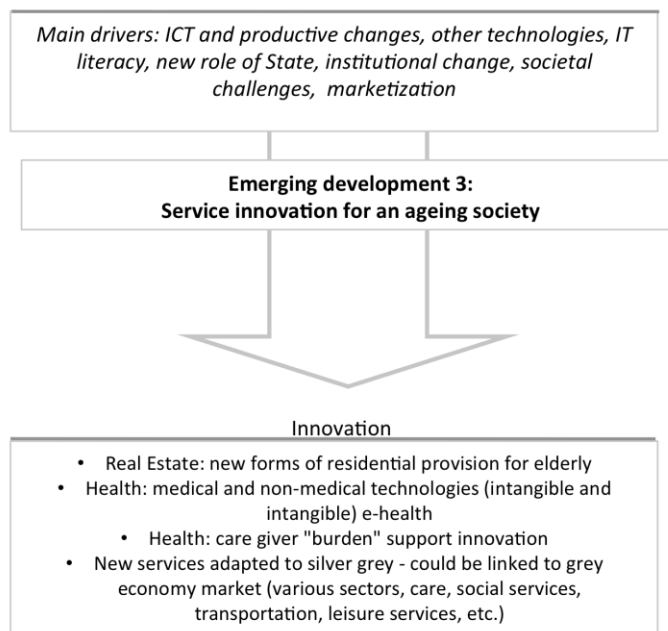 Main drivers: ICT and productive changes, other technologies, IT
literacy, new role of State, institutional change, societal
challenges, marketization
Emerging development 3:
Service innovation for an ageing society
Innovation
• Real Estate: new forms of residential provision for elderly
• Health: medical and non-medical technologies (intangible and
intangible) e-health
• Health: care giver "burden" support innovation
• New services adapted to silver grey - could be linked to grey
economy market (various sectors, care, social services,
transportation, leisure services, etc.)